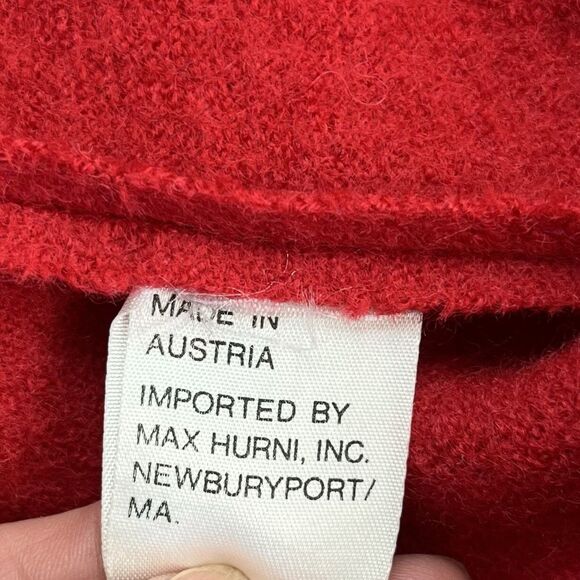 MADE IN
AUSTRIA
IMPORTED BY
MAX HURNI, INC.
NEWBURYPORT/
MA.